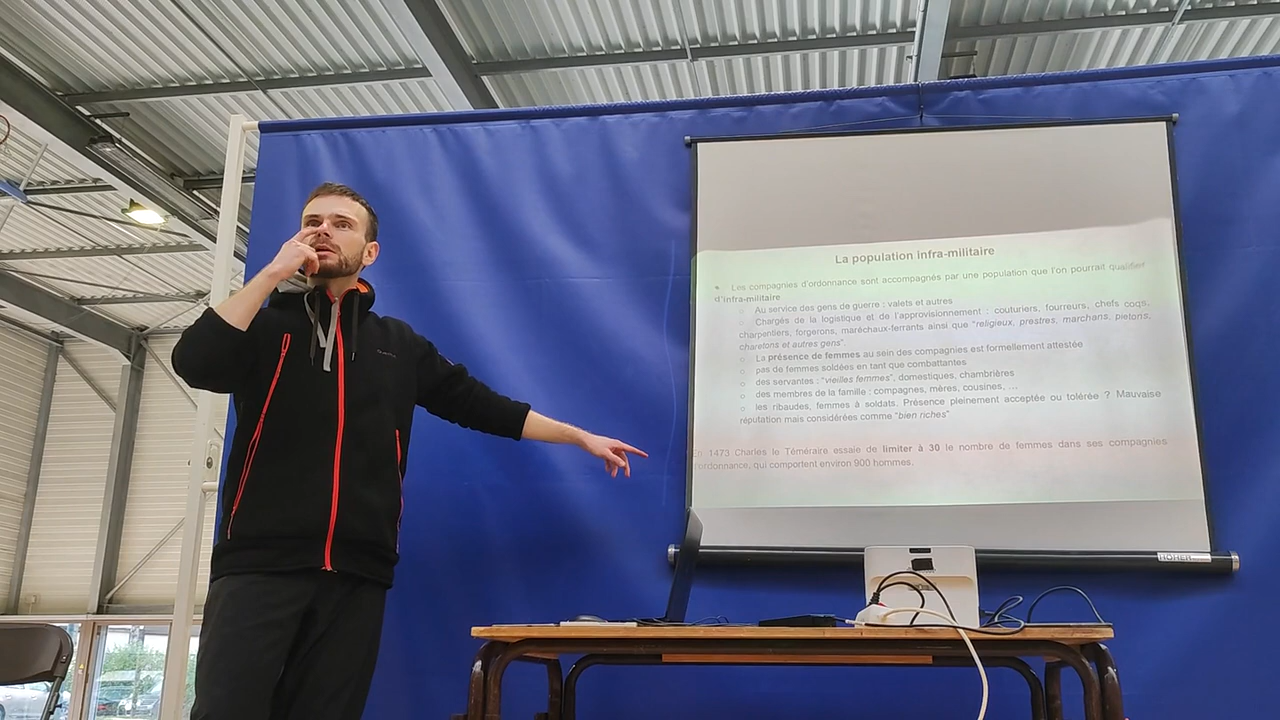 La population infra-militaire
Les compagnies d'ordonnance sont accompagnés par une population que l'on pourrait qualifier
d'infra-militaire
Au service des gens de guerre : valets et autres
Chargés de la logistique et de l'approvisionnement : couturiers, fourreurs, chefs coqs,
charpentiers, forgerons, maréchaux-ferrants ainsi que "religieux, prestres, marchans, pietons,
charetons et autres gens".
La présence de femmes au sein des compagnies est formellement attestée
pas de femmes soldées en tant que combattantes
des servantes : "vieilles femmes", domestiques, chambrières
des membres de la famille : compagnes, mères, cousines, ...
les ribaudes, femmes à soldats. Présence pleinement acceptée ou tolérée ? Mauvaise
réputation mais considérées comme "bien riches"
En 1473 Charles le Téméraire essaie de limiter à 30 le nombre de femmes dans ses compagnies
d'ordonnance, qui comportent environ 900 hommes.
HOHER